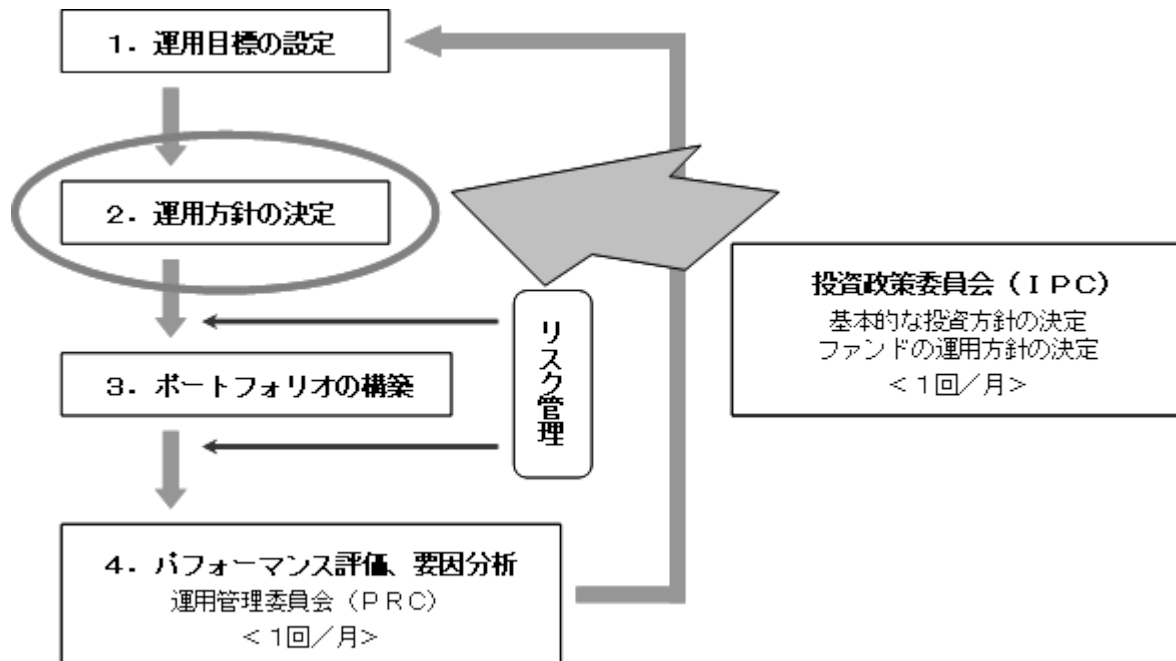 １．運用目標の設定
２．運用方針の決定
３．ポートフォリオの構築
４．パフォーマンス評価、要因分析
運用管理委員会（ＰＲＣ）
＜１回／月＞
リスク管理
投資政策委員会（ＩＰＣ）
基本的な投資方針の決定
ファンドの運用方針の決定
＜１回／月＞